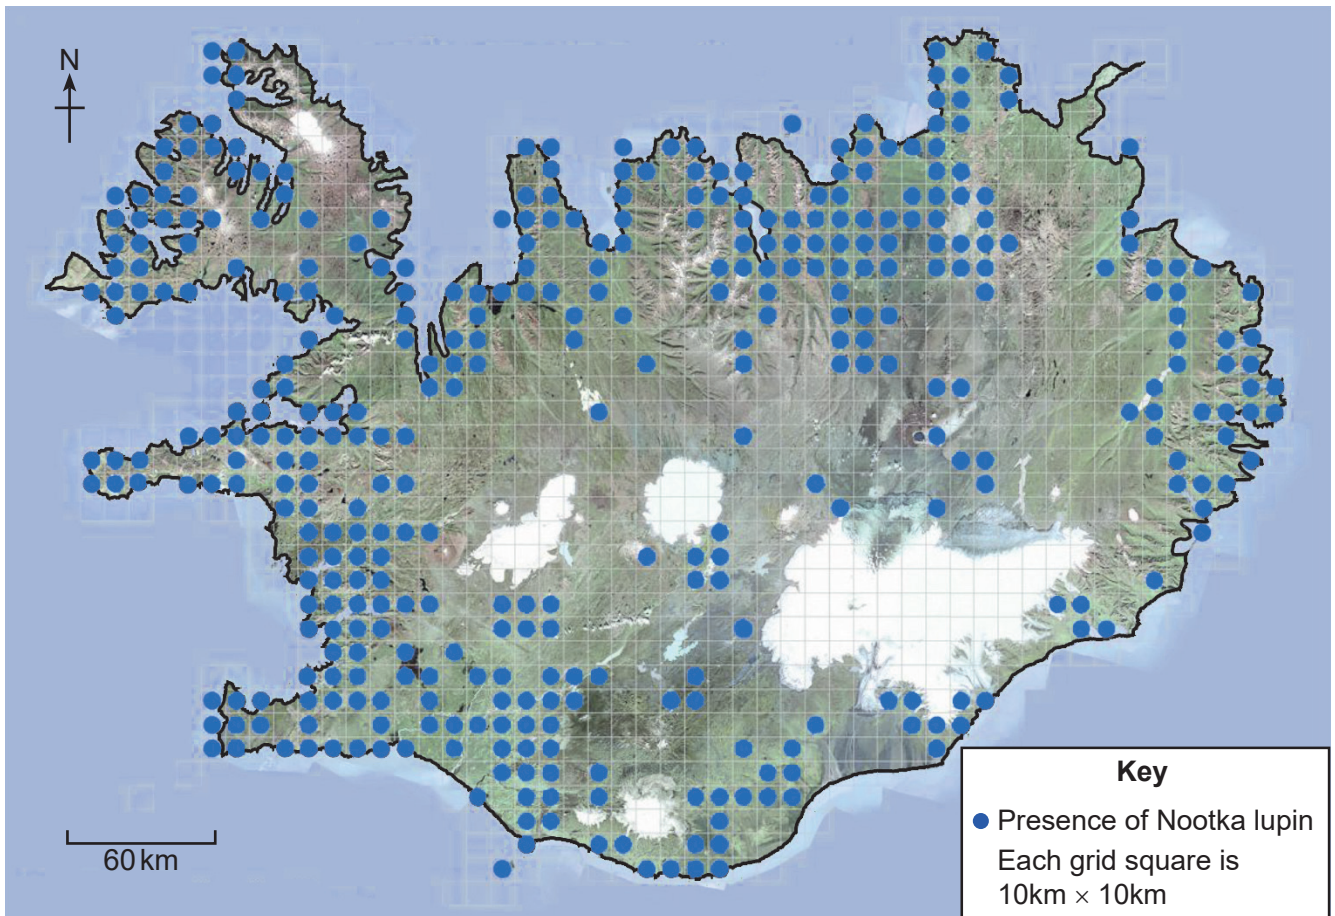 N
60 km
Key
Presence of Nootka lupin
Each grid square is
10km × 10km